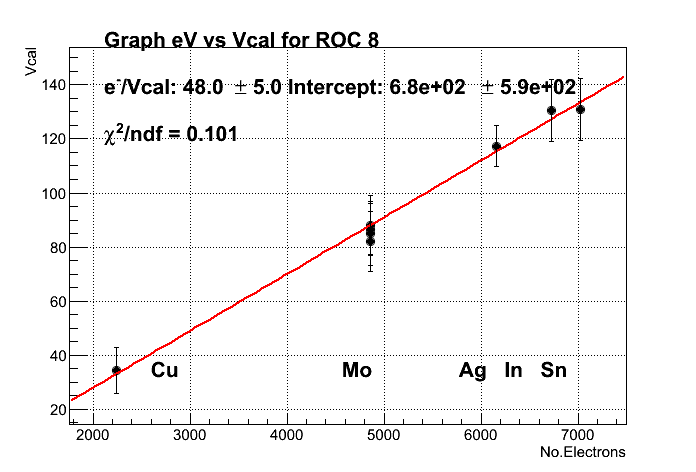 Graph eV vs Vcal for ROC 8
Vcal
e⁻/Vcal: 48.0 ± 5.0 Intercept: 6.8e+02 ± 5.9e+02
χ²/ndf = 0.101
140
120
100
80
60
40
20
Cu Mo Ag In Sn
2000 3000 4000 5000 6000 7000
No.Electrons